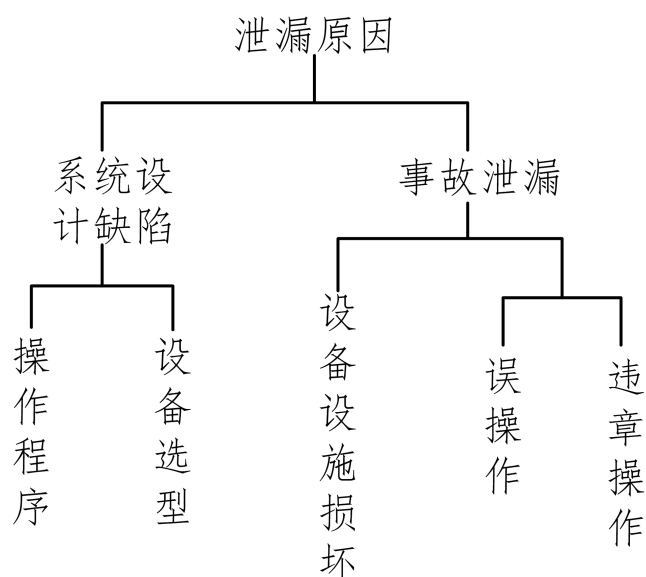 泄漏原因
系统设
计缺陷
事故泄漏
操作程序
设备选型
设备设施损坏
误操作
违章操作